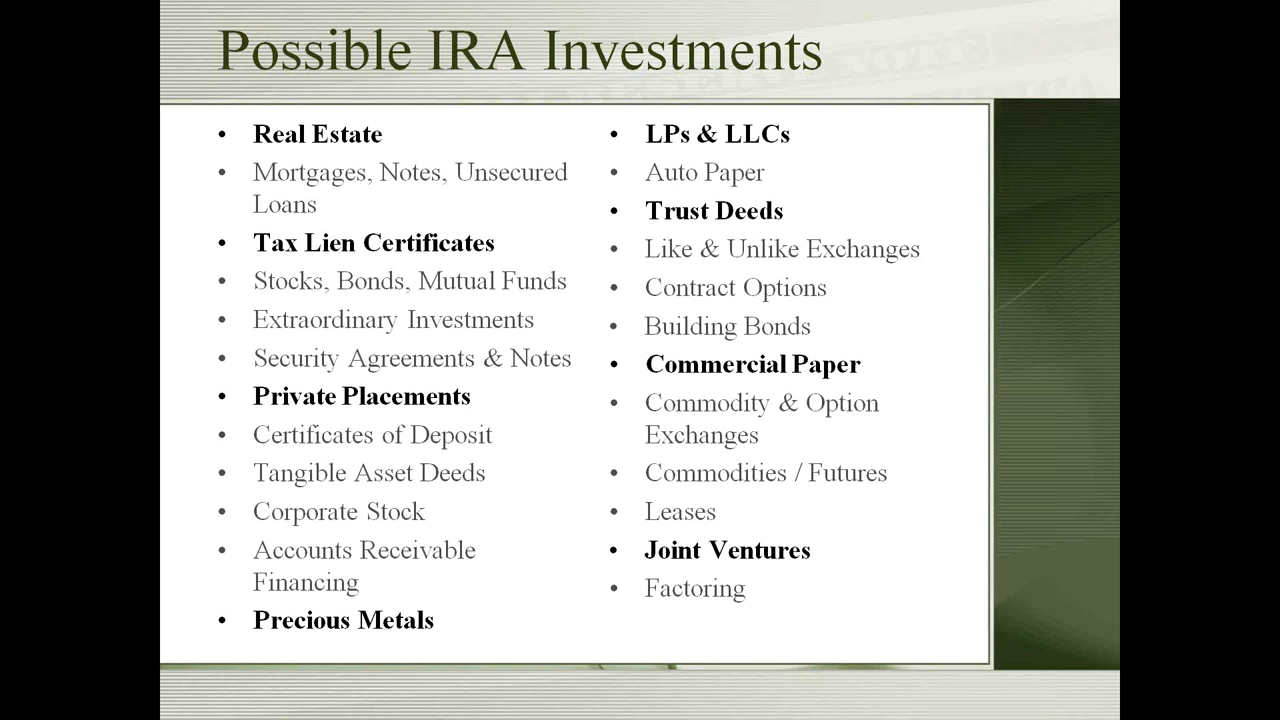 Possible IRA Investments
• Real Estate
• Mortgages, Notes, Unsecured
Loans
• Tax Lien Certificates
• Stocks, Bonds, Mutual Funds
• Extraordinary Investments
• Security Agreements & Notes
• Private Placements
• Certificates of Deposit
• Tangible Asset Deeds
• Corporate Stock
• Accounts Receivable
Financing
• Precious Metals
• LPs & LLCs
• Auto Paper
• Trust Deeds
• Like & Unlike Exchanges
• Contract Options
• Building Bonds
• Commercial Paper
• Commodity & Option
Exchanges
• Commodities / Futures
• Leases
• Joint Ventures
• Factoring